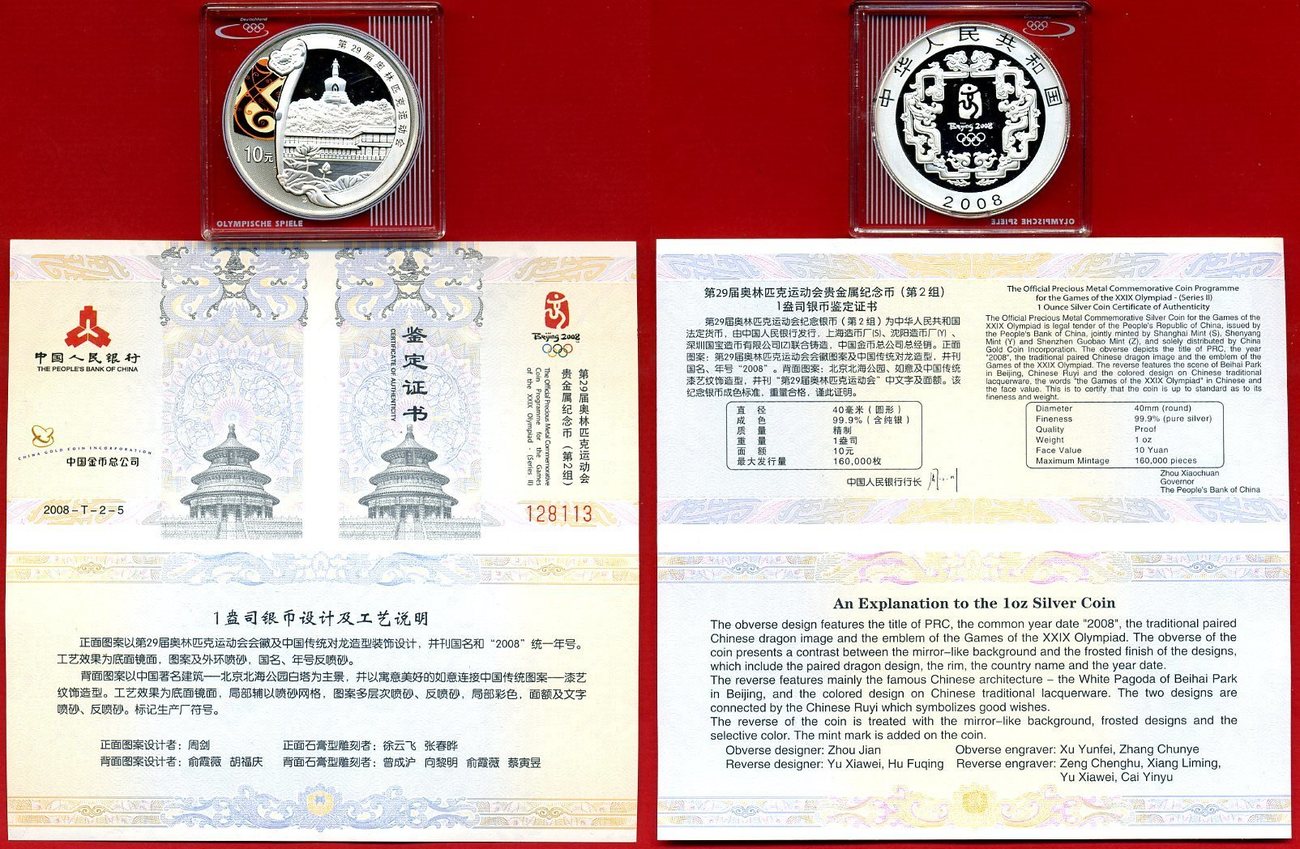 Deutschland
第29届奥林匹克运动会
10元
S
OLYMPISCHE SPIELE
中华人民共和国
Beijing 2008
2008
OLYMPISCHE SPIELE
中国人民银行
THE PEOPLE'S BANK OF CHINA
CHINA GOLD COIN INCORPORATION
中国金币总公司
2008-T-2-5
鉴定证书
CERTIFICATE OF AUTHENTICITY
Beijing 2008
第29届奥林匹克运动会
贵金属纪念币（第2组）
The Official Precious Metal Commemorative
Coin Programme for the Games
of the XXIX Olympiad - (Series II)
128113
1盎司银币设计及工艺说明
正面图案以第29届奥林匹克运动会会徽及中国传统对龙造型装饰设计，并刊国名和“2008”统一年号。
工艺效果为底面镜面，图案及外环喷砂，国名、年号反喷砂。
背面图案以中国著名建筑──北京北海公园白塔为主景，并以寓意美好的如意连接中国传统图案──漆艺
纹饰造型。工艺效果为底面镜面，局部辅以喷砂网格，图案多层次喷砂、反喷砂，局部彩色，面额及文字
喷砂、反喷砂。标记生产厂符号。
正面图案设计者：周剑 正面石膏型雕刻者：徐云飞 张春晔
背面图案设计者：俞霞薇 胡福庆 背面石膏型雕刻者：曾成沪 向黎明 俞霞薇 蔡寅昱
第29届奥林匹克运动会贵金属纪念币（第2组）
1盎司银币鉴定证书
第29届奥林匹克运动会纪念银币（第2组）为中华人民共和国
法定货币，由中国人民银行发行，上海造币厂(S)、沈阳造币厂(Y)、
深圳国宝造币有限公司(Z)联合铸造，中国金币总公司总经销。正面
图案：第29届奥林匹克运动会会徽图案及中国传统对龙造型，并刊
国名、年号“2008”。背面图案：北京北海公园、如意及中国传统
漆艺纹饰造型，并刊“第29届奥林匹克运动会”中文字及面额。该
纪念银币成色标准，重量合格，谨此证明。
直径 40毫米（圆形）
成色 99.9%（含纯银）
质量 精制
重量 1盎司
面额 10元
最大发行量 160,000枚
中国人民银行行长
The Official Precious Metal Commemorative Coin Programme
for the Games of the XXIX Olympiad - (Series II)
1 Ounce Silver Coin Certificate of Authenticity
The Official Precious Metal Commemorative Silver Coin for the Games of the
XXIX Olympiad is legal tender of the People's Republic of China, issued by
the People's Bank of China, jointly minted by Shanghai Mint (S), Shenyang
Mint (Y) and Shenzhen Guobao Mint (Z), and solely distributed by China
Gold Coin Incorporation. The obverse depicts the title of PRC, the year
"2008", the traditional paired Chinese dragon image and the emblem of the
Games of the XXIX Olympiad. The reverse features the scene of Beihai Park
in Beijing, Chinese Ruyi and the colored design on Chinese traditional
lacquerware, the words "the Games of the XXIX Olympiad" in Chinese and
the face value. This is to certify that the coin is up to standard as to its
fineness and weight.
Diameter 40mm (round)
Fineness 99.9% (pure silver)
Quality Proof
Weight 1 oz
Face Value 10 Yuan
Maximum Mintage 160,000 pieces
Zhou Xiaochuan
Governor
The People's Bank of China
An Explanation to the 1oz Silver Coin
The obverse design features the title of PRC, the common year date "2008", the traditional paired
Chinese dragon image and the emblem of the Games of the XXIX Olympiad. The obverse of the
coin presents a contrast between the mirror-like background and the frosted finish of the designs,
which include the paired dragon design, the rim, the country name and the year date.
The reverse features mainly the famous Chinese architecture - the White Pagoda of Beihai Park
in Beijing, and the colored design on Chinese traditional lacquerware. The two designs are
connected by the Chinese Ruyi which symbolizes good wishes.
The reverse of the coin is treated with the mirror-like background, frosted designs and the
selective color. The mint mark is added on the coin.
Obverse designer: Zhou Jian Obverse engraver: Xu Yunfei, Zhang Chunye
Reverse designer: Yu Xiawei, Hu Fuqing Reverse engraver: Zeng Chenghu, Xiang Liming,
Yu Xiawei, Cai Yinyu